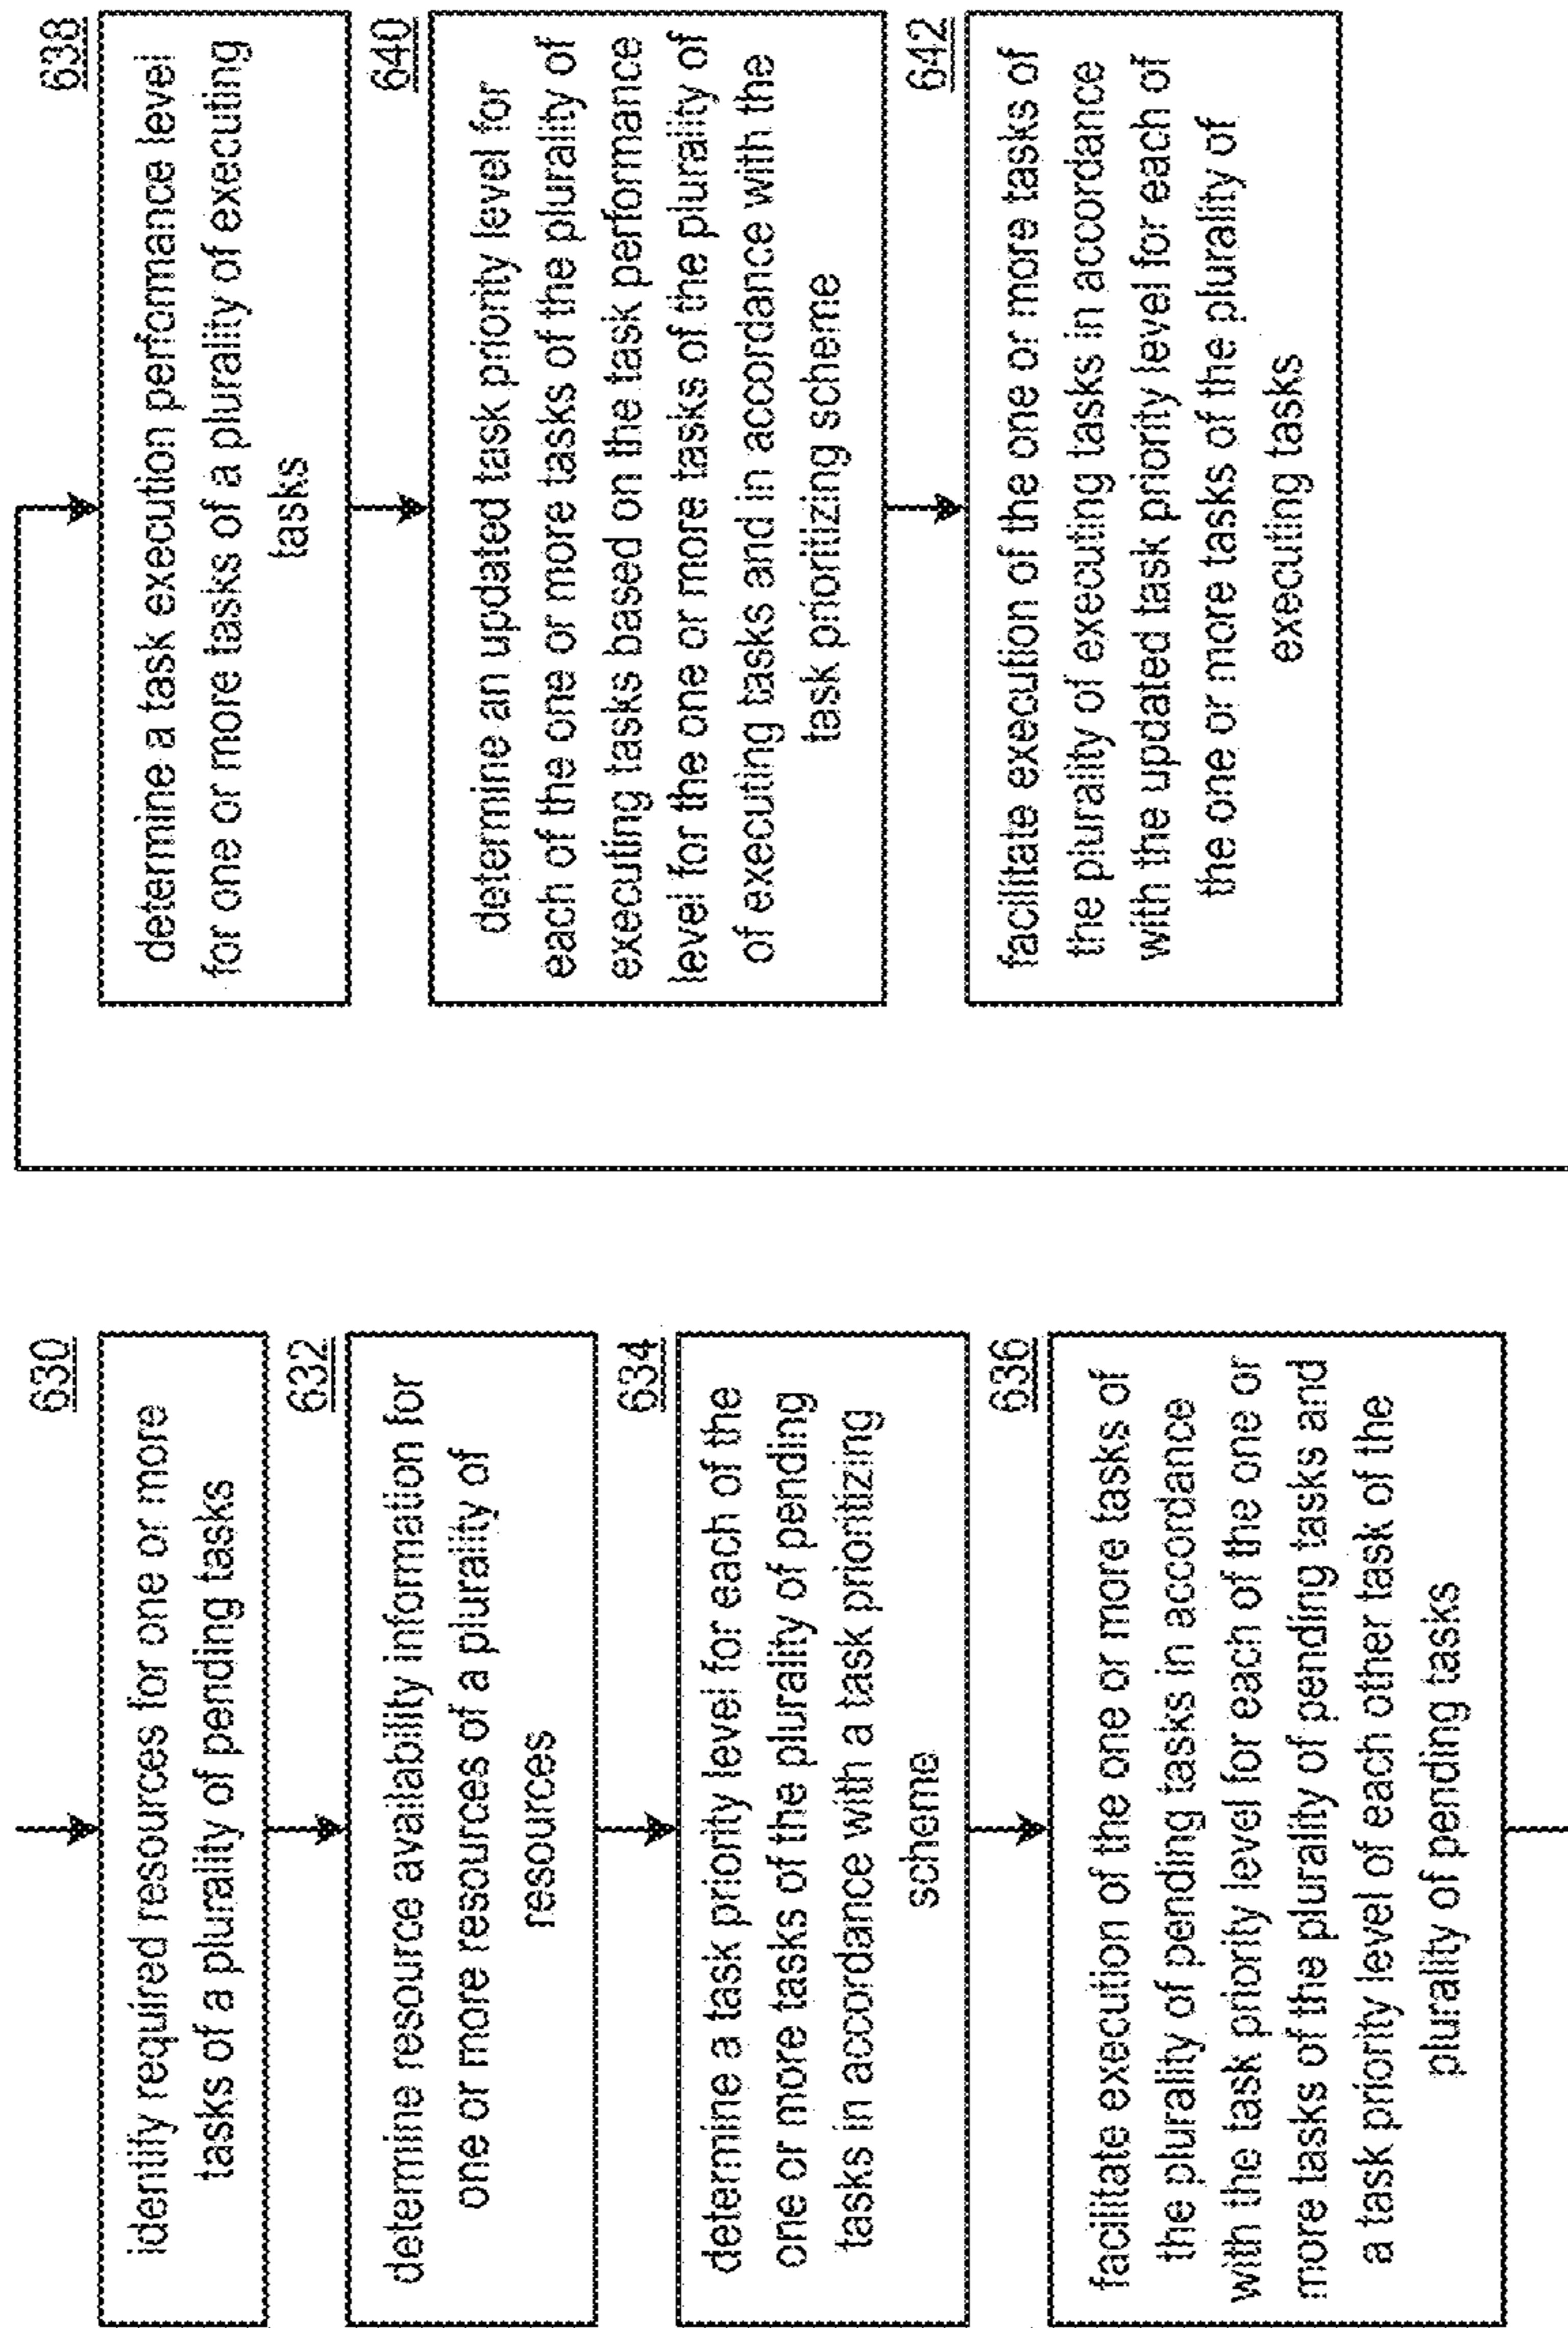 630
identify required resources for one or more
tasks of a plurality of pending tasks
632
determine resource availability information for
one or more resources of a plurality of
resources
634
determine a task priority level for each of the
one or more tasks of the plurality of pending
tasks in accordance with a task prioritizing
scheme
636
facilitate execution of the one or more tasks of
the plurality of pending tasks in accordance
with the task priority level for each of the one or
more tasks of the plurality of pending tasks and
a task priority level of each other task of the
plurality of pending tasks
638
determine a task execution performance level
for one or more tasks of a plurality of executing
tasks
640
determine an updated task priority level for
each of the one or more tasks of the plurality of
executing tasks based on the task performance
level for the one or more tasks of the plurality of
of executing tasks and in accordance with the
task prioritizing scheme
642
facilitate execution of the one or more tasks of
the plurality of executing tasks in accordance
with the updated task priority level for each of
the one or more tasks of the plurality of
executing tasks